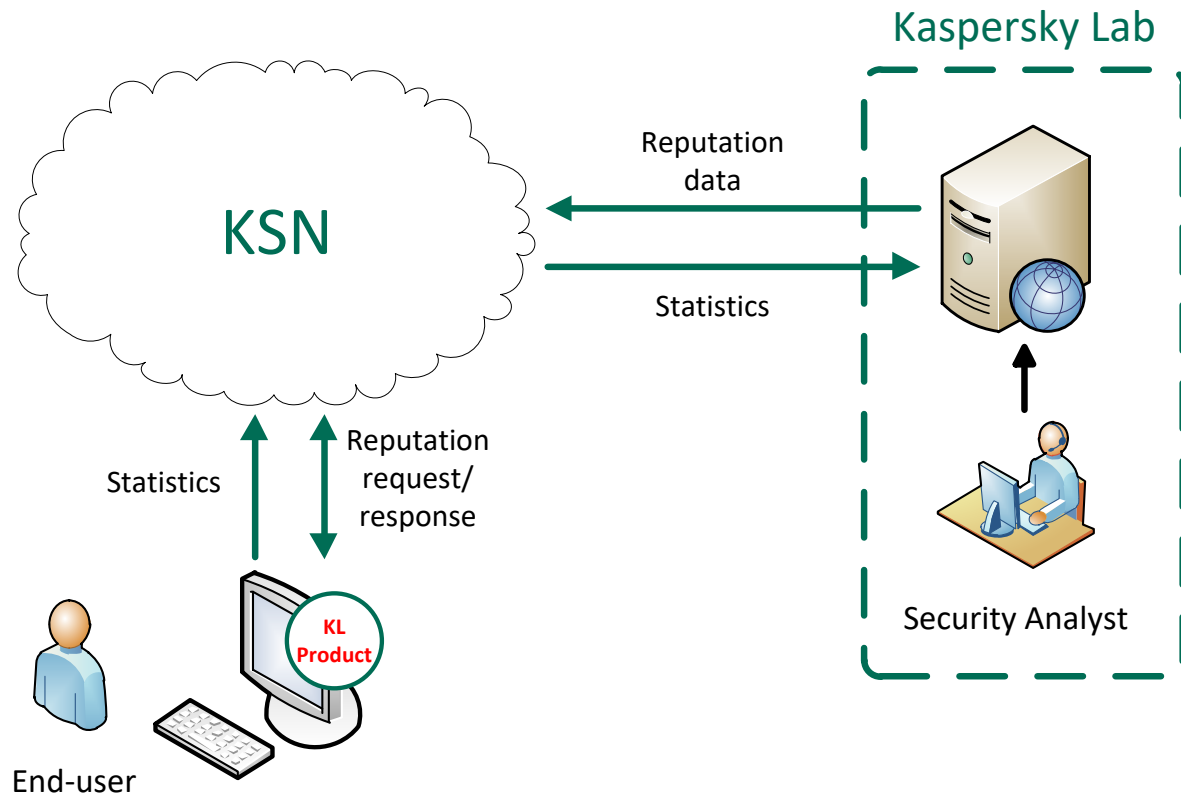 Kaspersky Lab
Reputation
data
KSN
Statistics
Reputation
request/
response
Statistics
KL
Product
Security Analyst
End-user